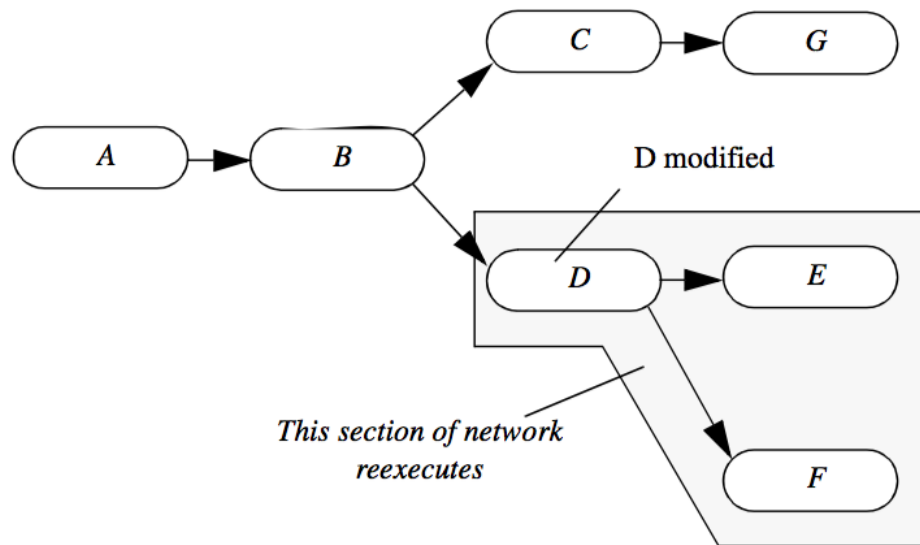 C
G
A
B
D modified
D
E
This section of network
reexecutes
F